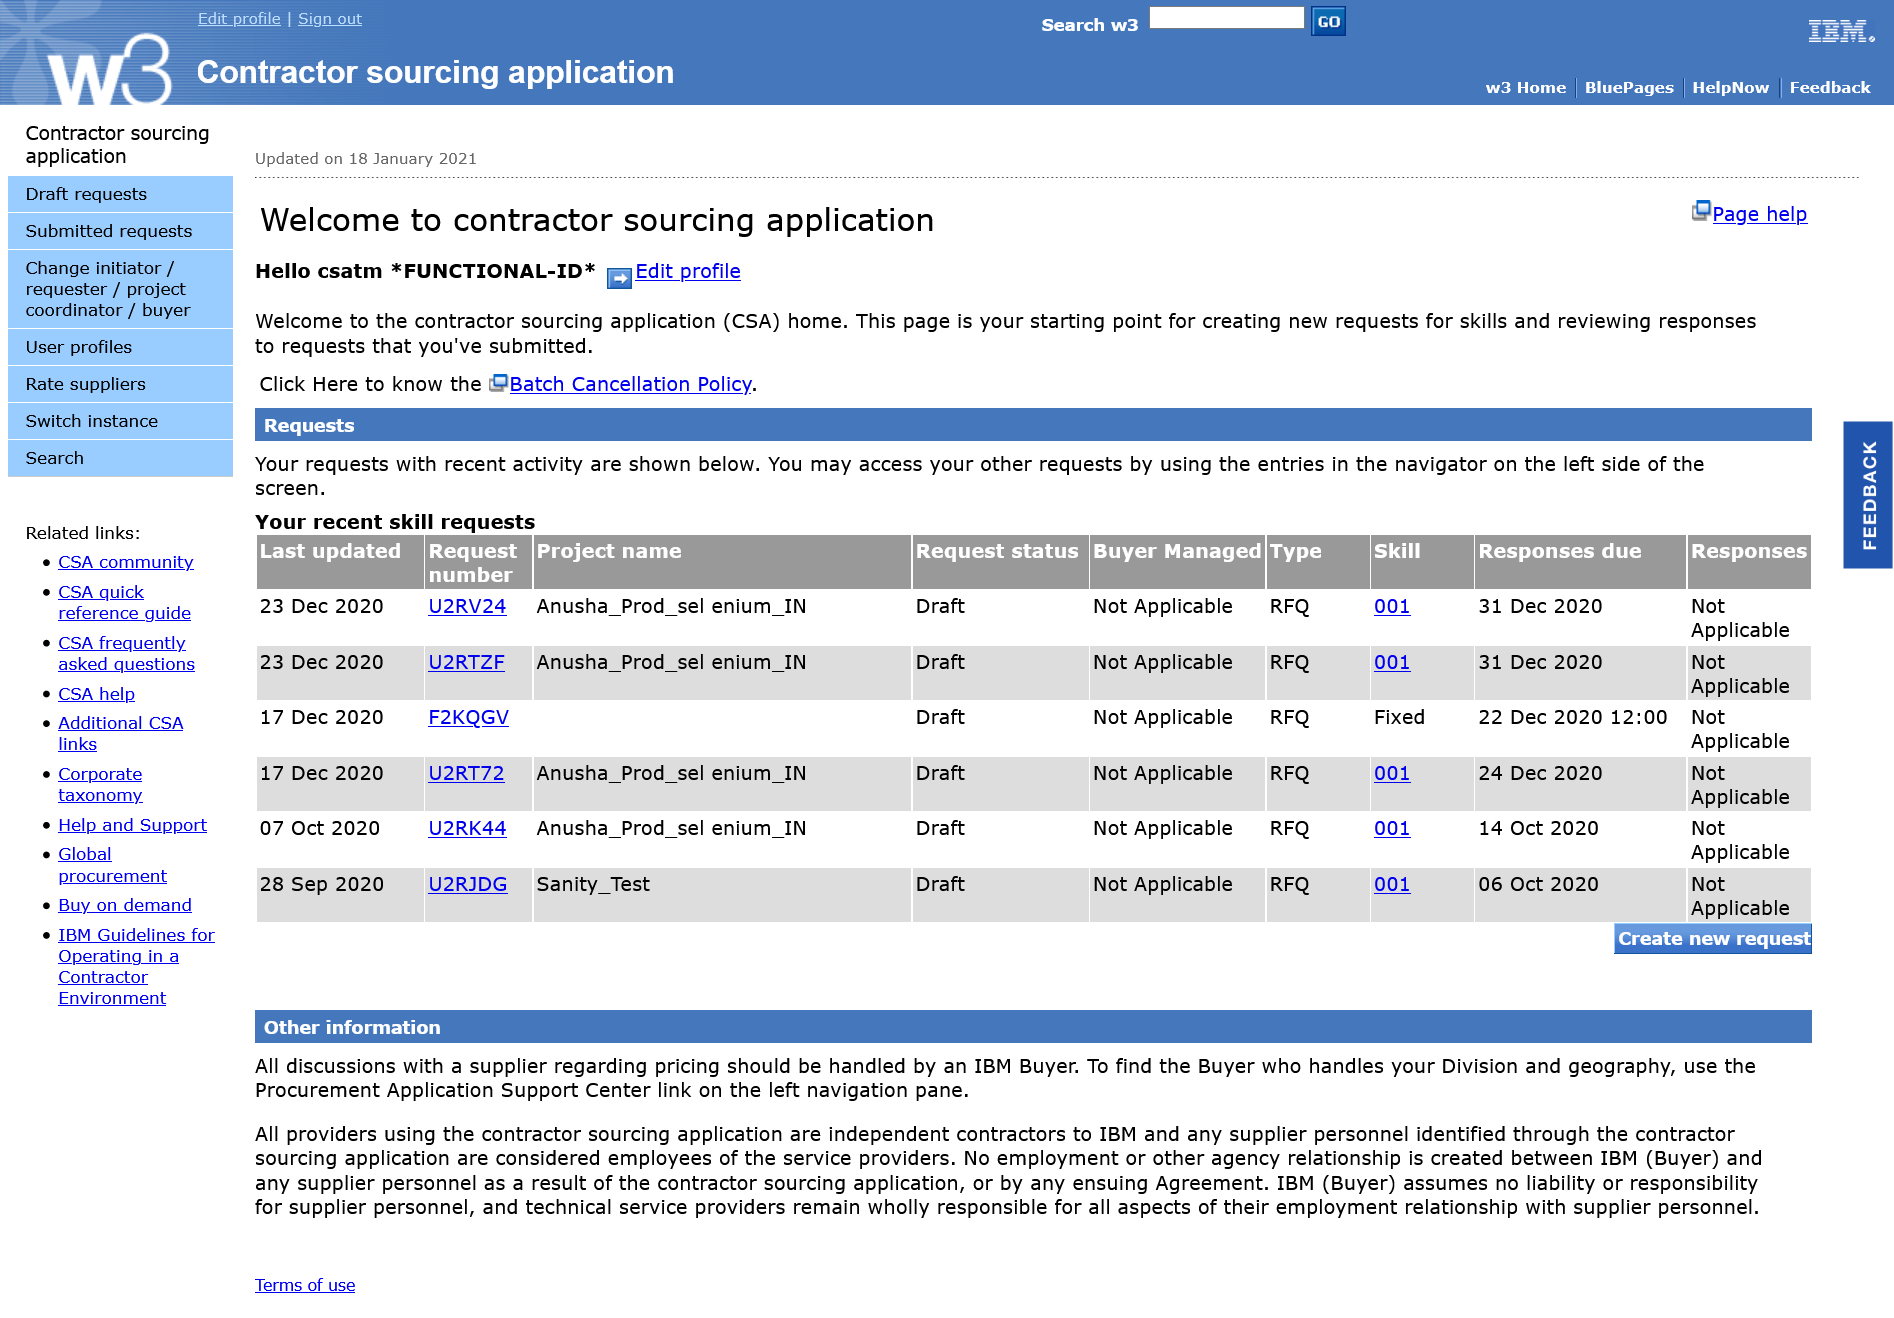 Edit profile | Sign out
Search w3 GO
IBM.
w3 Contractor sourcing application
w3 Home BluePages HelpNow Feedback
Contractor sourcing
application
Draft requests
Submitted requests
Change initiator /
requester / project
coordinator / buyer
User profiles
Rate suppliers
Switch instance
Search
Related links:
CSA community
CSA quick
reference guide
CSA frequently
asked questions
CSA help
Additional CSA
links
Corporate
taxonomy
Help and Support
Global
procurement
Buy on demand
IBM Guidelines for
Operating in a
Contractor
Environment
Updated on 18 January 2021
Welcome to contractor sourcing application
Page help
Hello csatm *FUNCTIONAL-ID* Edit profile
Welcome to the contractor sourcing application (CSA) home. This page is your starting point for creating new requests for skills and reviewing responses
to requests that you've submitted.
Click Here to know the Batch Cancellation Policy.
Requests
Your requests with recent activity are shown below. You may access your other requests by using the entries in the navigator on the left side of the
screen.
Your recent skill requests
Last updated Request Project name Request status Buyer Managed Type Skill Responses due Responses
number
23 Dec 2020 U2RV24 Anusha_Prod_sel enium_IN Draft Not Applicable RFQ 001 31 Dec 2020 Not
Applicable
23 Dec 2020 U2RTZF Anusha_Prod_sel enium_IN Draft Not Applicable RFQ 001 31 Dec 2020 Not
Applicable
17 Dec 2020 F2KQGV Draft Not Applicable RFQ Fixed 22 Dec 2020 12:00 Not
Applicable
17 Dec 2020 U2RT72 Anusha_Prod_sel enium_IN Draft Not Applicable RFQ 001 24 Dec 2020 Not
Applicable
07 Oct 2020 U2RK44 Anusha_Prod_sel enium_IN Draft Not Applicable RFQ 001 14 Oct 2020 Not
Applicable
28 Sep 2020 U2RJDG Sanity_Test Draft Not Applicable RFQ 001 06 Oct 2020 Not
Applicable
Create new request
Other information
All discussions with a supplier regarding pricing should be handled by an IBM Buyer. To find the Buyer who handles your Division and geography, use the
Procurement Application Support Center link on the left navigation pane.
All providers using the contractor sourcing application are independent contractors to IBM and any supplier personnel identified through the contractor
sourcing application are considered employees of the service providers. No employment or other agency relationship is created between IBM (Buyer) and
any supplier personnel as a result of the contractor sourcing application, or by any ensuing Agreement. IBM (Buyer) assumes no liability or responsibility
for supplier personnel, and technical service providers remain wholly responsible for all aspects of their employment relationship with supplier personnel.
Terms of use
FEEDBACK